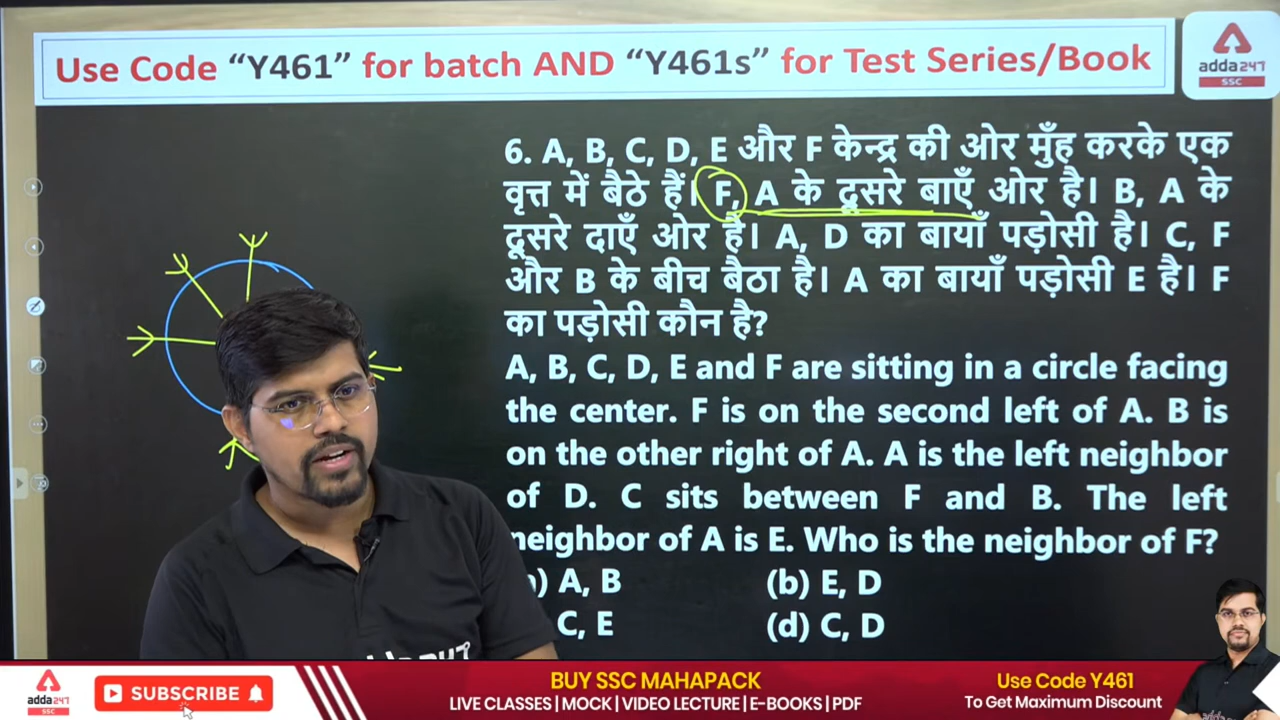 Use Code “Y461” for batch AND “Y461s” for Test Series/Book
adda247
SSC
6. A, B, C, D, E और F केन्द्र की ओर मुँह करके एक
वृत्त में बैठे हैं। F, A के दूसरे बाएँ ओर है। B, A के
दूसरे दाएँ ओर है। A, D का बायाँ पड़ोसी है। C, F
और B के बीच बैठा है। A का बायाँ पड़ोसी E है। F
का पड़ोसी कौन है?
A, B, C, D, E and F are sitting in a circle facing
the center. F is on the second left of A. B is
on the other right of A. A is the left neighbor
of D. C sits between F and B. The left
neighbor of A is E. Who is the neighbor of F?
) A, B (b) E, D
C, E (d) C, D
adda247
SSC
SUBSCRIBE
BUY SSC MAHAPACK
LIVE CLASSES | MOCK | VIDEO LECTURE | E-BOOKS | PDF
Use Code Y461
To Get Maximum Discount